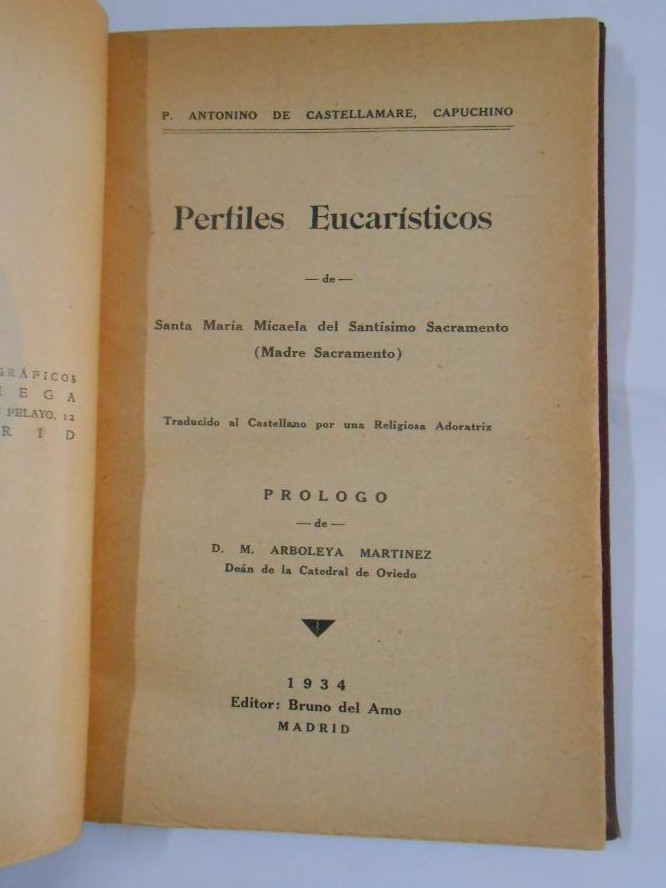 GRÁFICOS
E G A
PELAYO, 12
R I D
P. ANTONINO DE CASTELLAMARE, CAPUCHINO
Perfiles Eucarísticos
— de —
Santa María Micaela del Santísimo Sacramento
(Madre Sacramento)
Traducido al Castellano por una Religiosa Adoratriz
PROLOGO
— de —
D. M. ARBOLEYA MARTINEZ
Deán de la Catedral de Oviedo
1934
Editor: Bruno del Amo
MADRID